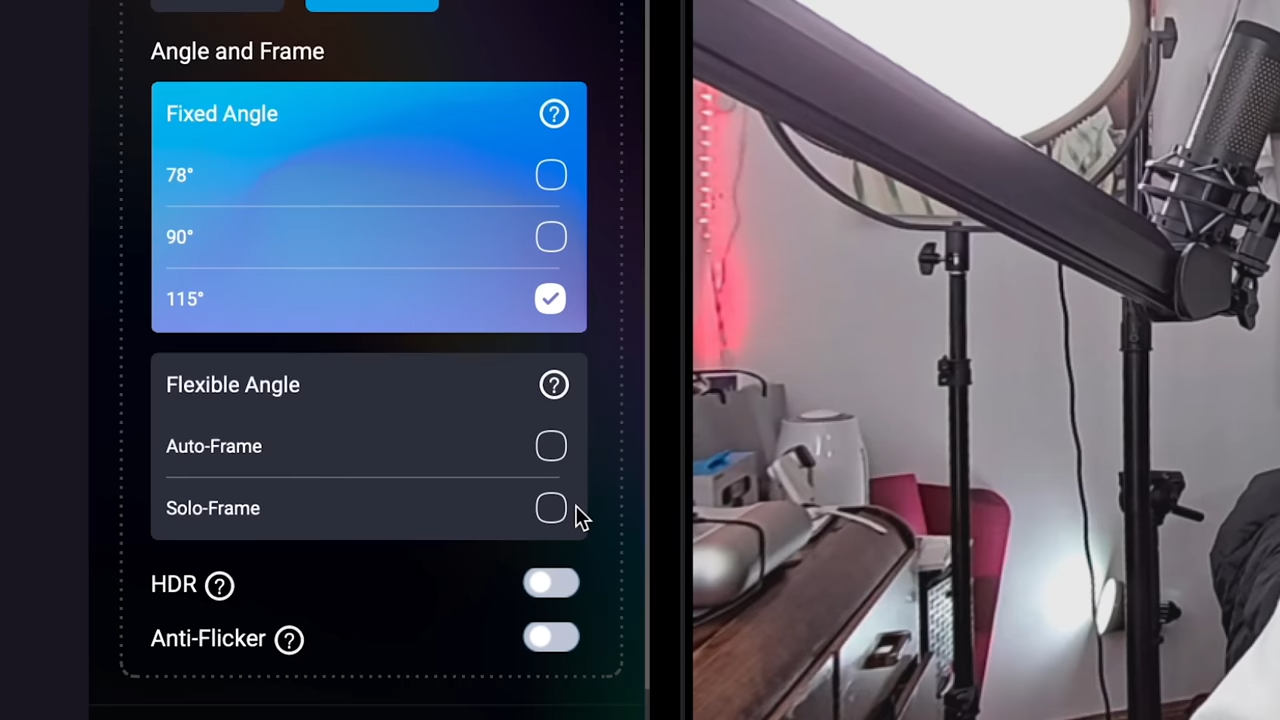 Angle and Frame
Fixed Angle ?
78°
90°
115°
Flexible Angle ?
Auto-Frame
Solo-Frame
HDR ?
Anti-Flicker ?